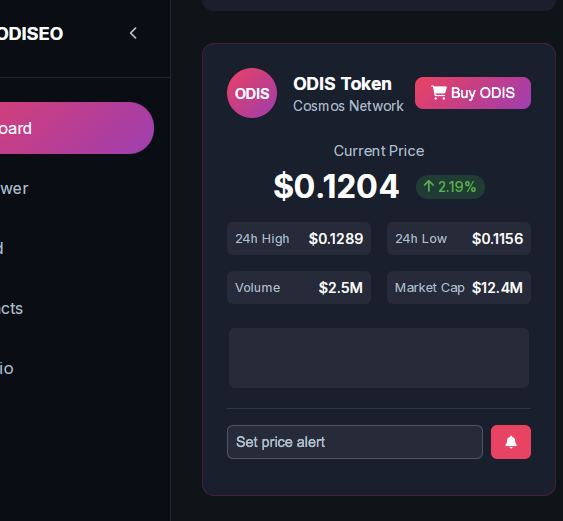 ODISEO
oard
wer
d
cts
io
ODIS
ODIS Token
Cosmos Network
Buy ODIS
Current Price
$0.1204
2.19%
24h High $0.1289
24h Low $0.1156
Volume $2.5M
Market Cap $12.4M
Set price alert